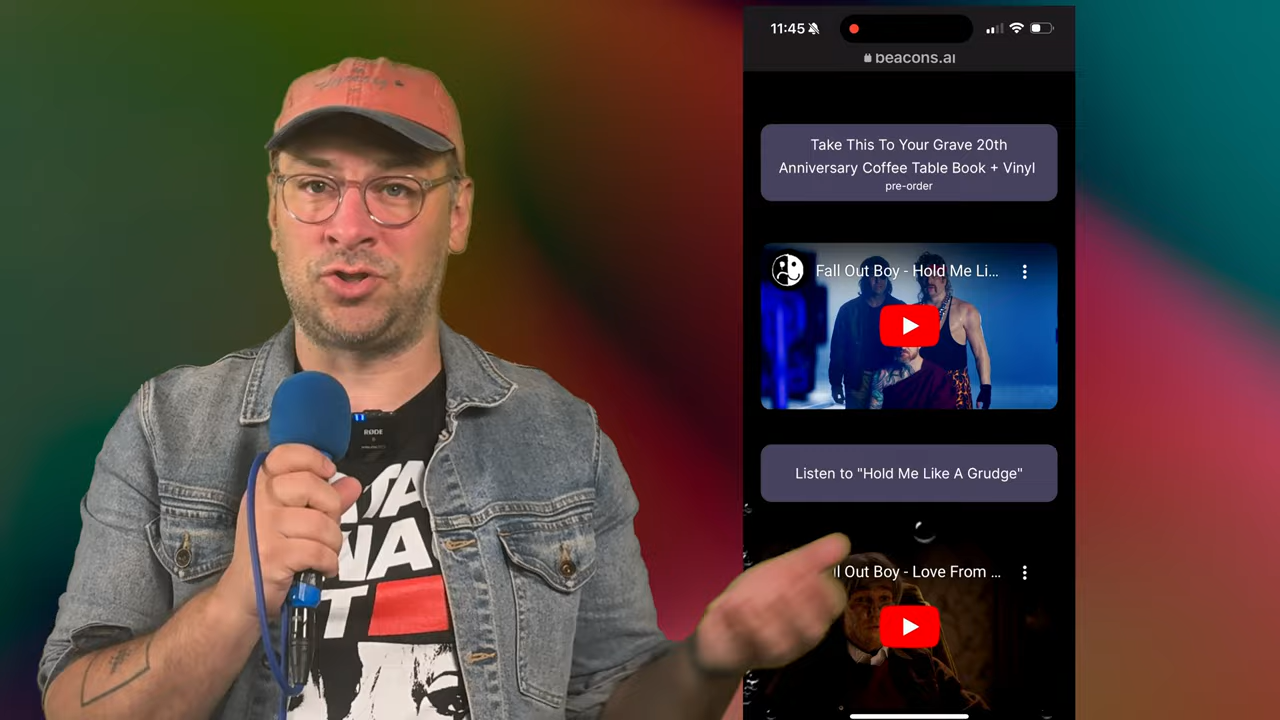 11:45
beacons.ai
Take This To Your Grave 20th
Anniversary Coffee Table Book + Vinyl
pre-order
Fall Out Boy - Hold Me Li...
Listen to "Hold Me Like A Grudge"
ll Out Boy - Love From ...
RØDE